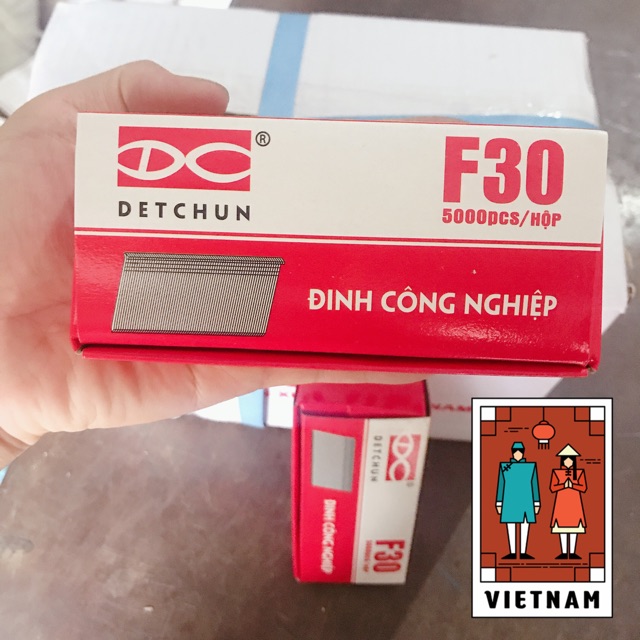 DC®
DETCHUN
F30
5000pcs/HỘP
ĐINH CÔNG NGHIỆP
DC®
DETCHUN
ĐINH CÔNG NGHIỆP
F30
VIETNAM